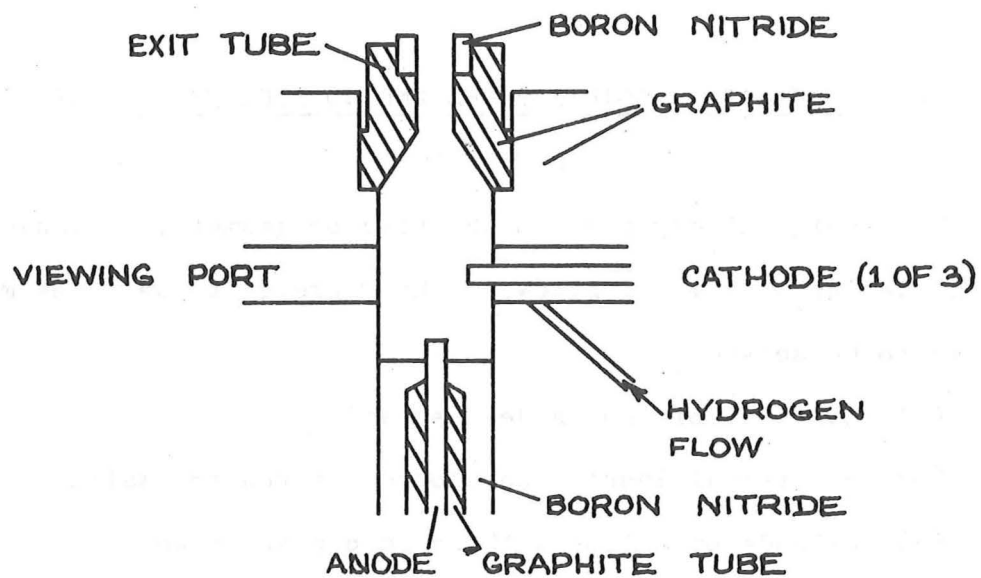 EXIT TUBE
BORON NITRIDE
GRAPHITE
VIEWING PORT
CATHODE (1 OF 3)
HYDROGEN
FLOW
BORON NITRIDE
ANODE
GRAPHITE TUBE